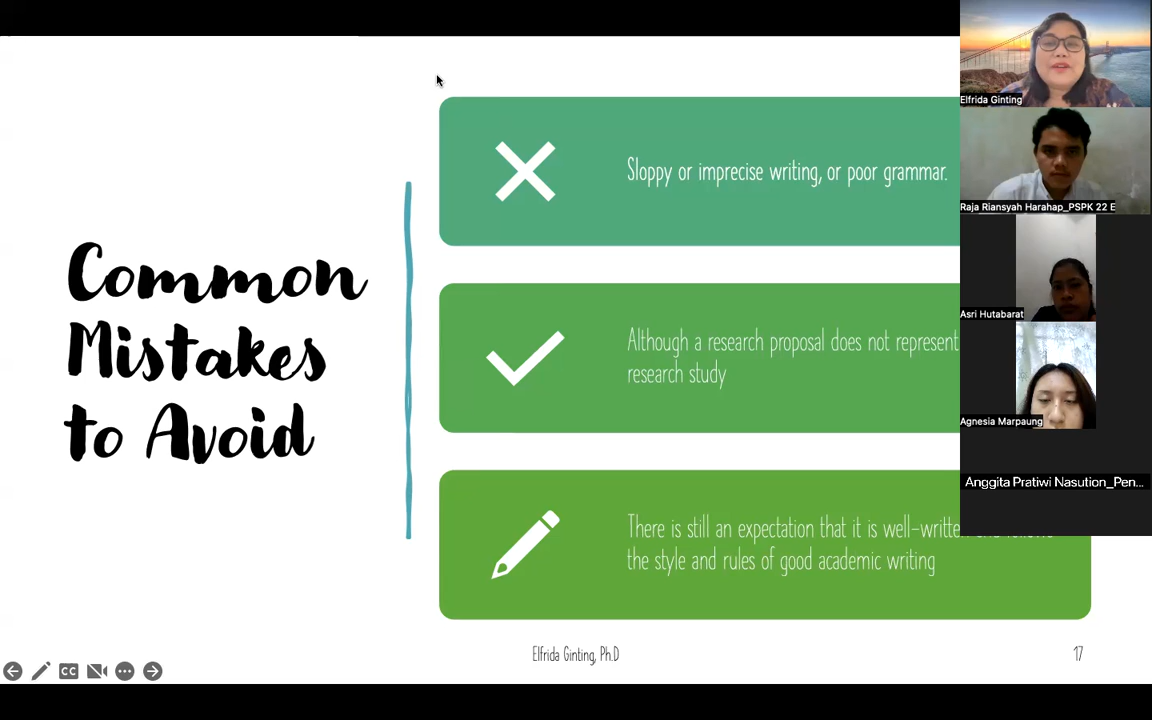 Common
Mistakes
to Avoid
Sloppy or imprecise writing, or poor grammar.
Although a research proposal does not represent
research study
There is still an expectation that it is well-written
the style and rules of good academic writing
Elfrida Ginting, Ph.D
17
CC
Elfrida Ginting
Raja Riansyah Harahap_PSPK 22 E
Asri Hutabarat
Agnesia Marpaung
Anggita Pratiwi Nasution_Pen...